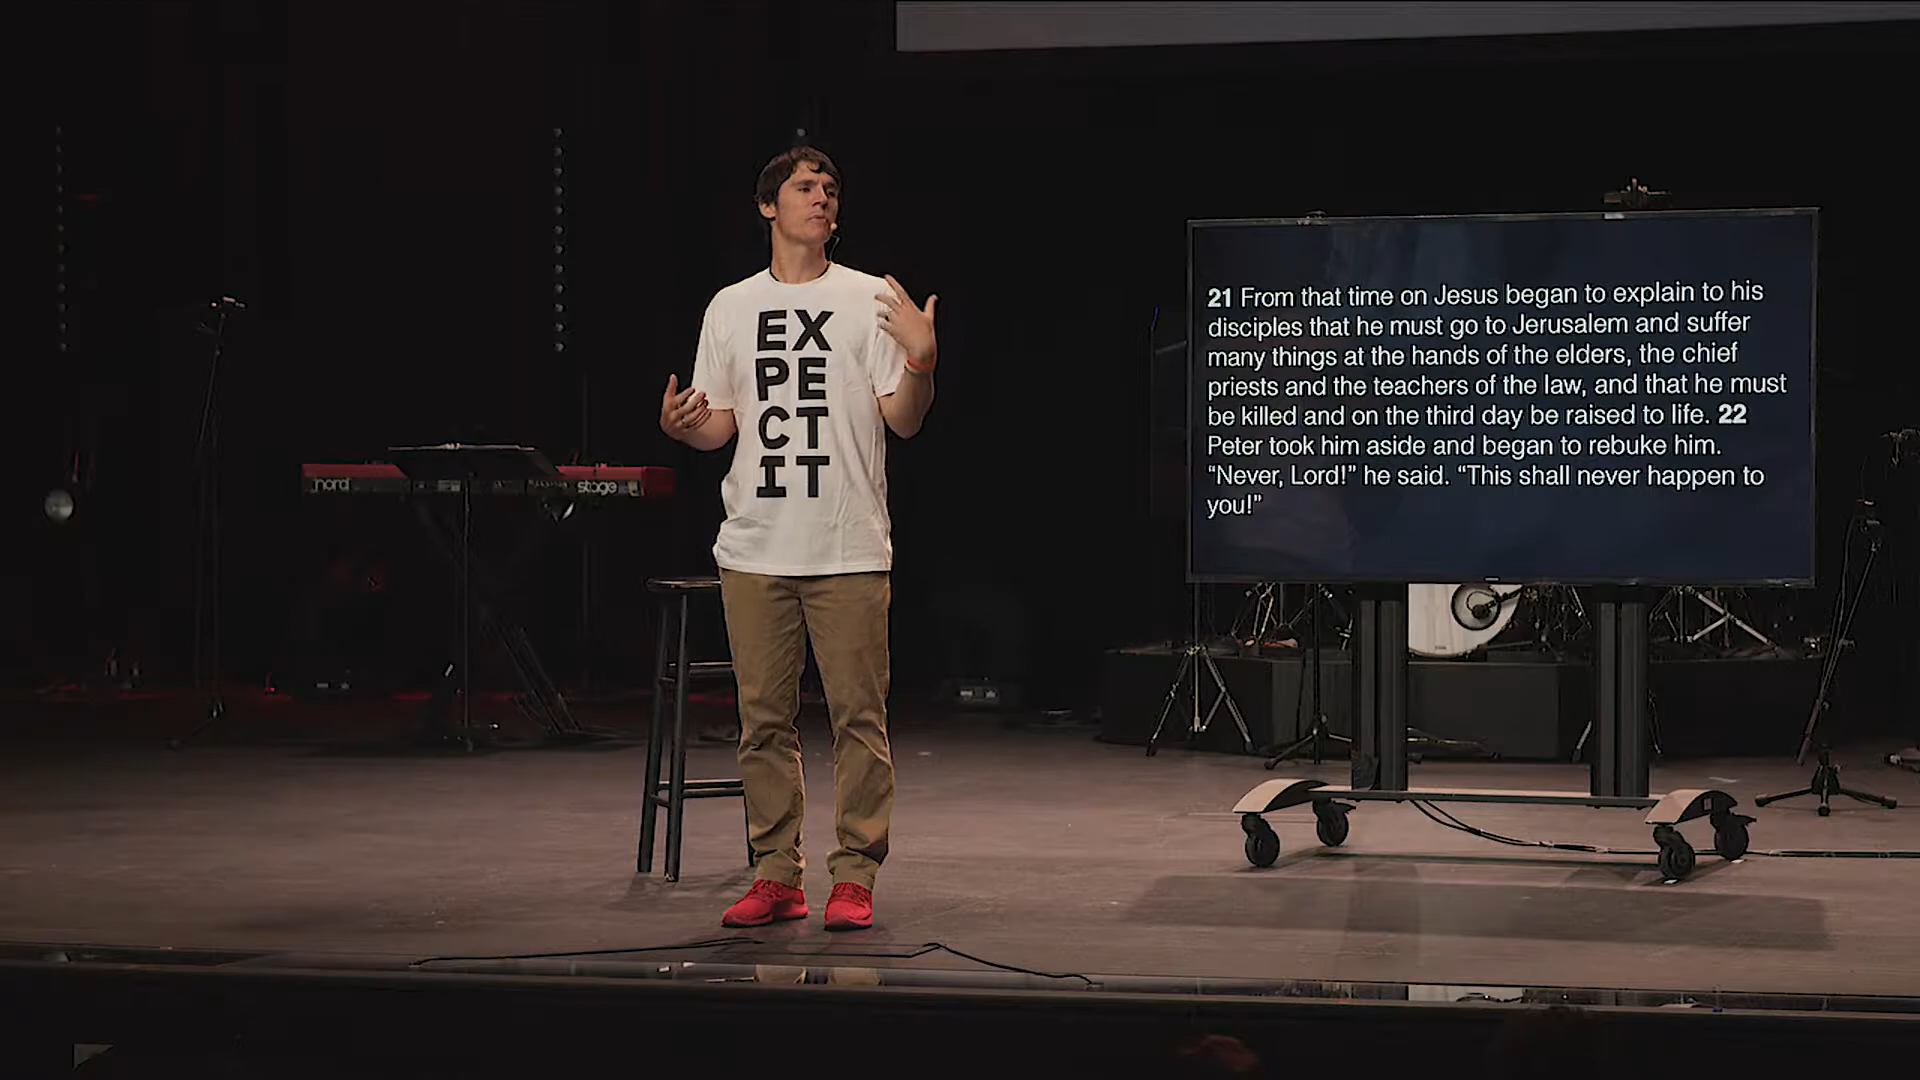 EX
PE
CT
IT
nord
stage
21 From that time on Jesus began to explain to his
disciples that he must go to Jerusalem and suffer
many things at the hands of the elders, the chief
priests and the teachers of the law, and that he must
be killed and on the third day be raised to life. 22
Peter took him aside and began to rebuke him.
“Never, Lord!” he said. “This shall never happen to
you!”